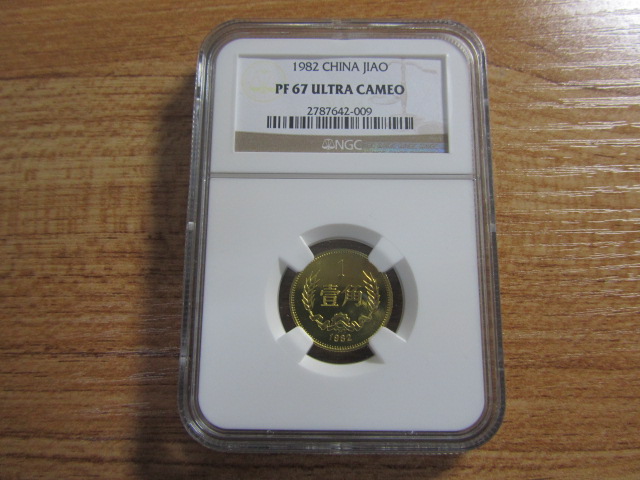 1982 CHINA JIAO
PF 67 ULTRA CAMEO
2787642-009
NGC
1
壹角
1982